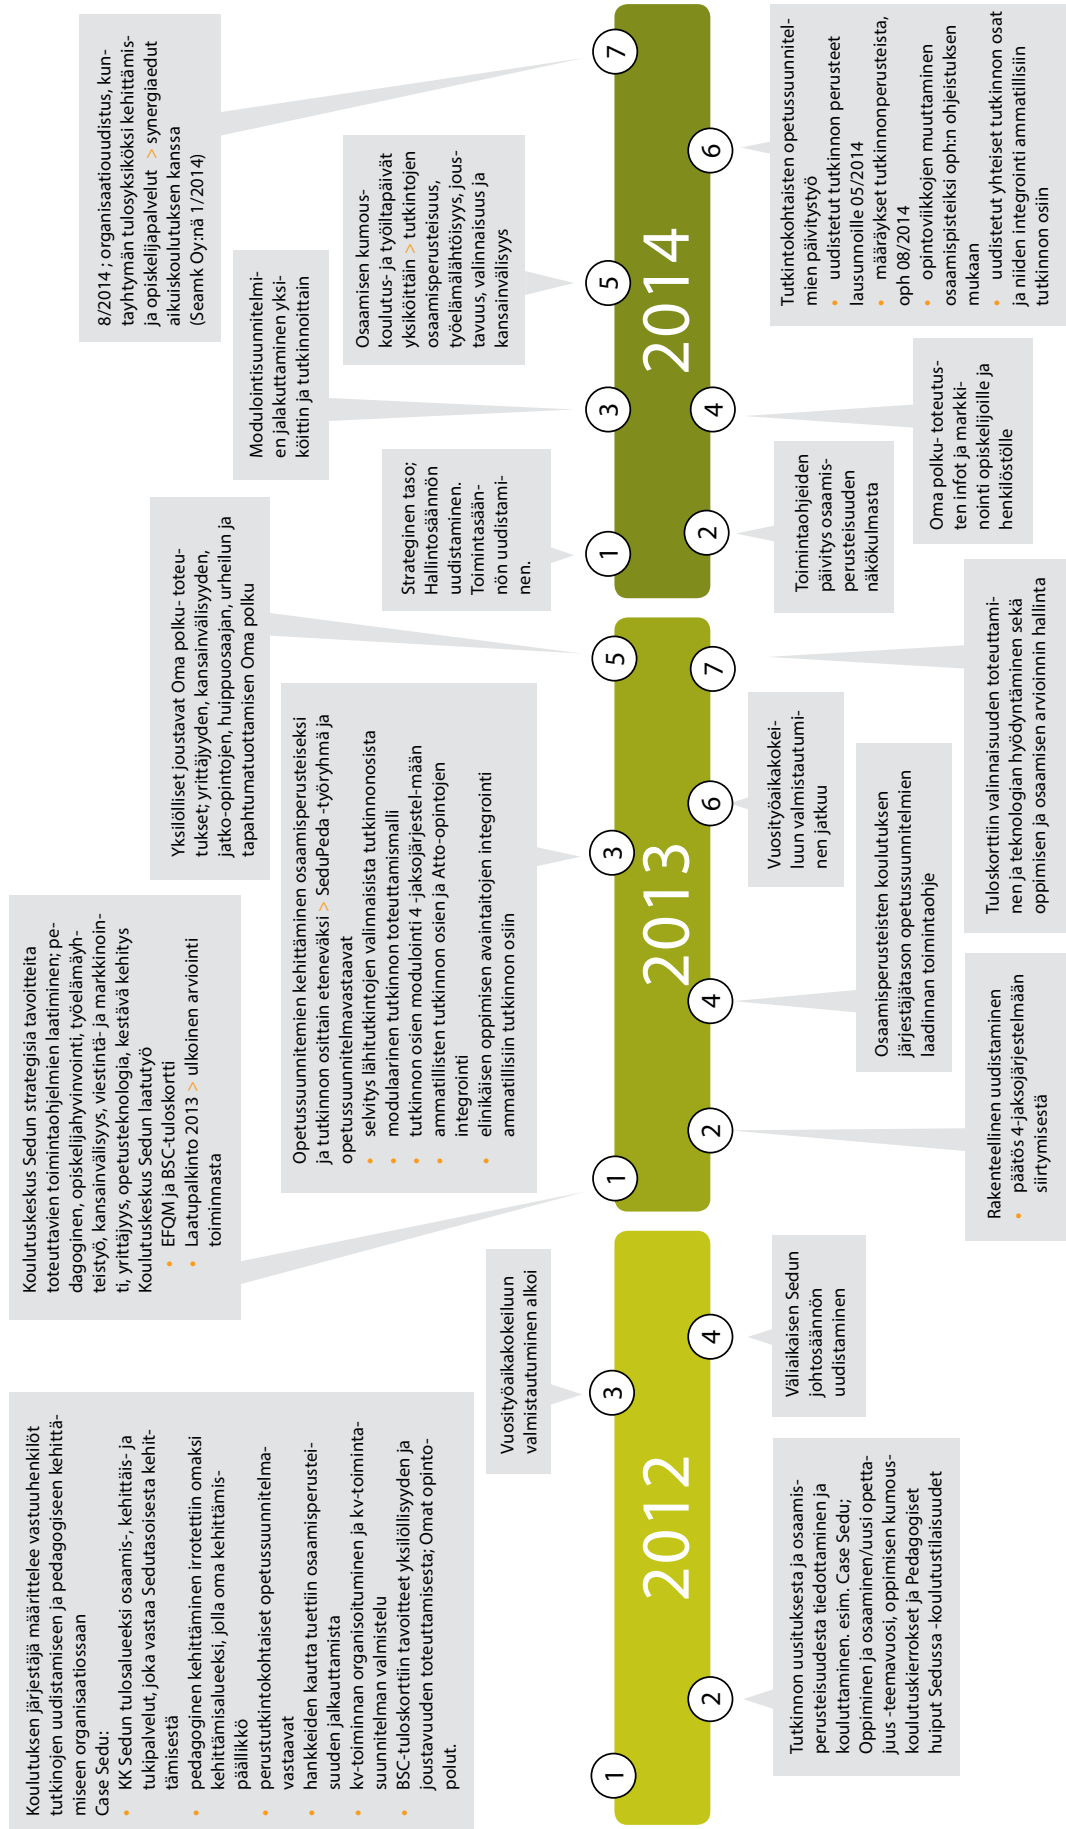 Koulutuksen järjestäjä määrittelee vastuuhenkilöt
tutkinojen uudistamiseen ja pedagogiseen kehittä-
miseen organisaatiossaan
Case Sedu:
• KK Sedun tulosalueeksi osaamis-, kehittäis- ja
tukipalvelut, joka vastaa Sedutasoisesta kehit-
tämisestä
• pedagoginen kehittäminen irrotettiin omaksi
kehittämisalueeksi, jolla oma kehittämis-
päällikkö
• perustutkintokohtaiset opetussuunnitelma-
vastaavat
• hankkeiden kautta tuettiin osaamisperustei-
suuden jalkauttamista
• kv-toiminnan organisoituminen ja kv-toiminta-
suunnitelman valmistelu
• BSC-tuloskorttiin tavoitteet yksilöllisyyden ja
joustavuuden toteuttamisesta; Omat opinto-
polut.
Vuosityöaikakokeiluun
valmistautuminen alkoi
1
3
2012
2
4
Tutkinnon uusituksesta ja osaamis-
perusteisuudesta tiedottaminen ja
kouluttaminen. esim. Case Sedu;
Oppiminen ja osaaminen/uusi opetta-
juus -teemavuosi, oppimisen kumous-
koulutuskierrokset ja Pedagogiset
huiput Sedussa -koulutustilaisuudet
Väliaikaisen Sedun
johtosäännön
uudistaminen
Koulutuskeskus Sedun strategisia tavoitteita
toteuttavien toimintaohjelmien laatiminen; pe-
dagoginen, opiskelijahyvinvointi, työelämäyh-
teistyö, kansainvälisyys, viestintä- ja markkinoin-
ti, yrittäjyys, opetusteknologia, kestävä kehitys
Koulutuskeskus Sedun laatutyö
• EFQM ja BSC-tuloskortti
• Laatupalkinto 2013 > ulkoinen arviointi
toiminnasta
Opetussuunnitemien kehittäminen osaamisperusteiseksi
ja tutkinnon osittain eteneväksi > SeduPeda -työryhmä ja
opetussunnitelmavastaavat
• selvitys lähitutkintojen valinnaisista tutkinnonosista
• modulaarinen tutkinnon toteuttamismalli
• tutkinnon osien modulointi 4 -jaksojärjestel-mään
• ammatillisten tutkinnon osien ja Atto-opintojen
integrointi
• elinikäisen oppimisen avaintaitojen integrointi
ammatillisiin tutkinnon osiin
Yksilölliset joustavat Oma polku- toteu-
tukset; yrittäjyyden, kansainvälisyyden,
jatko-opintojen, huippuosaajan, urheilun ja
tapahtumatuottamisen Oma polku
1
3
5
2013
2
4
6
7
Rakenteellinen uudistaminen
• päätös 4-jaksojärjestelmään
siirtymisestä
Osaamisperusteisten koulutuksen
järjestäjätason opetussuunnitelmien
laadinnan toimintaohje
Vuosityöaikakokei-
luun valmistautumi-
nen jatkuu
Tuloskorttiin valinnaisuuden toteuttami-
nen ja teknologian hyödyntäminen sekä
oppimisen ja osaamisen arvioinnin hallinta
Strateginen taso;
Hallintosäännön
uudistaminen.
Toimintasään-
nön uudistami-
nen.
Modulointisuunnitelmi-
en jalakuttaminen yksi-
köittin ja tutkinnoittain
Osaamisen kumous-
koulutus- ja työiltapäivät
yksiköittäin > tutkintojen
osaamisperusteisuus,
työelämälähtöisyys, jous-
tavuus, valinnaisuus ja
kansainvälisyys
8/2014 ; organisaatiouudistus, kun-
tayhtymän tulosyksiköksi kehittämis-
ja opiskelijapalvelut > synergiaedut
aikuiskoulutuksen kanssa
(Seamk Oy:nä 1/2014)
1
3
5
7
2014
2
4
6
Toimintaohjeiden
päivitys osaamis-
perusteisuuden
näkökulmasta
Oma polku- toteutus-
ten infot ja markki-
nointi opiskelijoille ja
henkilöstölle
Tutkintokohtaisten opetussuunnitel-
mien päivitystyö
• uudistetut tutkinnon perusteet
lausunnoille 05/2014
• määräykset tutkinnonperusteista,
oph 08/2014
• opintoviikkojen muuttaminen
osaamispisteiksi oph:n ohjeistuksen
mukaan
• uudistetut yhteiset tutkinnon osat
ja niiden integrointi ammatillisiin
tutkinnon osiin